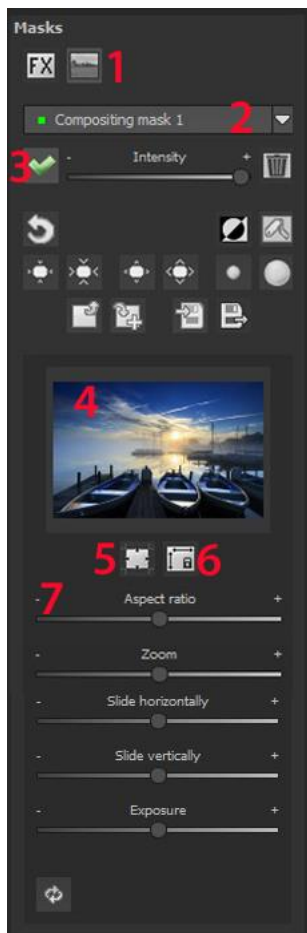 Masks
FX 1
Compositing mask 1 2
3 - Intensity +
4
5 6
7
- Aspect ratio +
- Zoom +
- Slide horizontally +
- Slide vertically +
- Exposure +